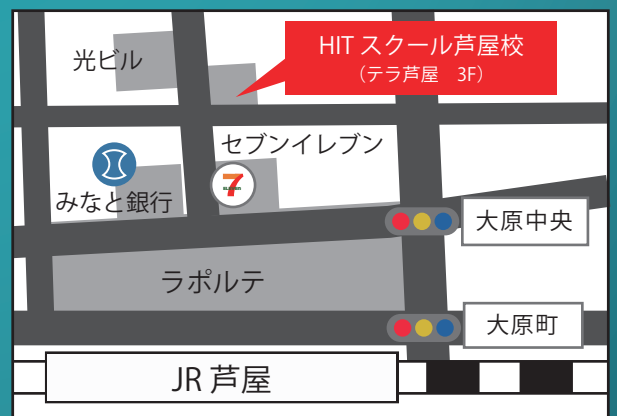 HIT スクール芦屋校
（テラ芦屋　3F）
光ビル
セブンイレブン
7
みなと銀行
大原中央
ラポルテ
大原町
JR 芦屋